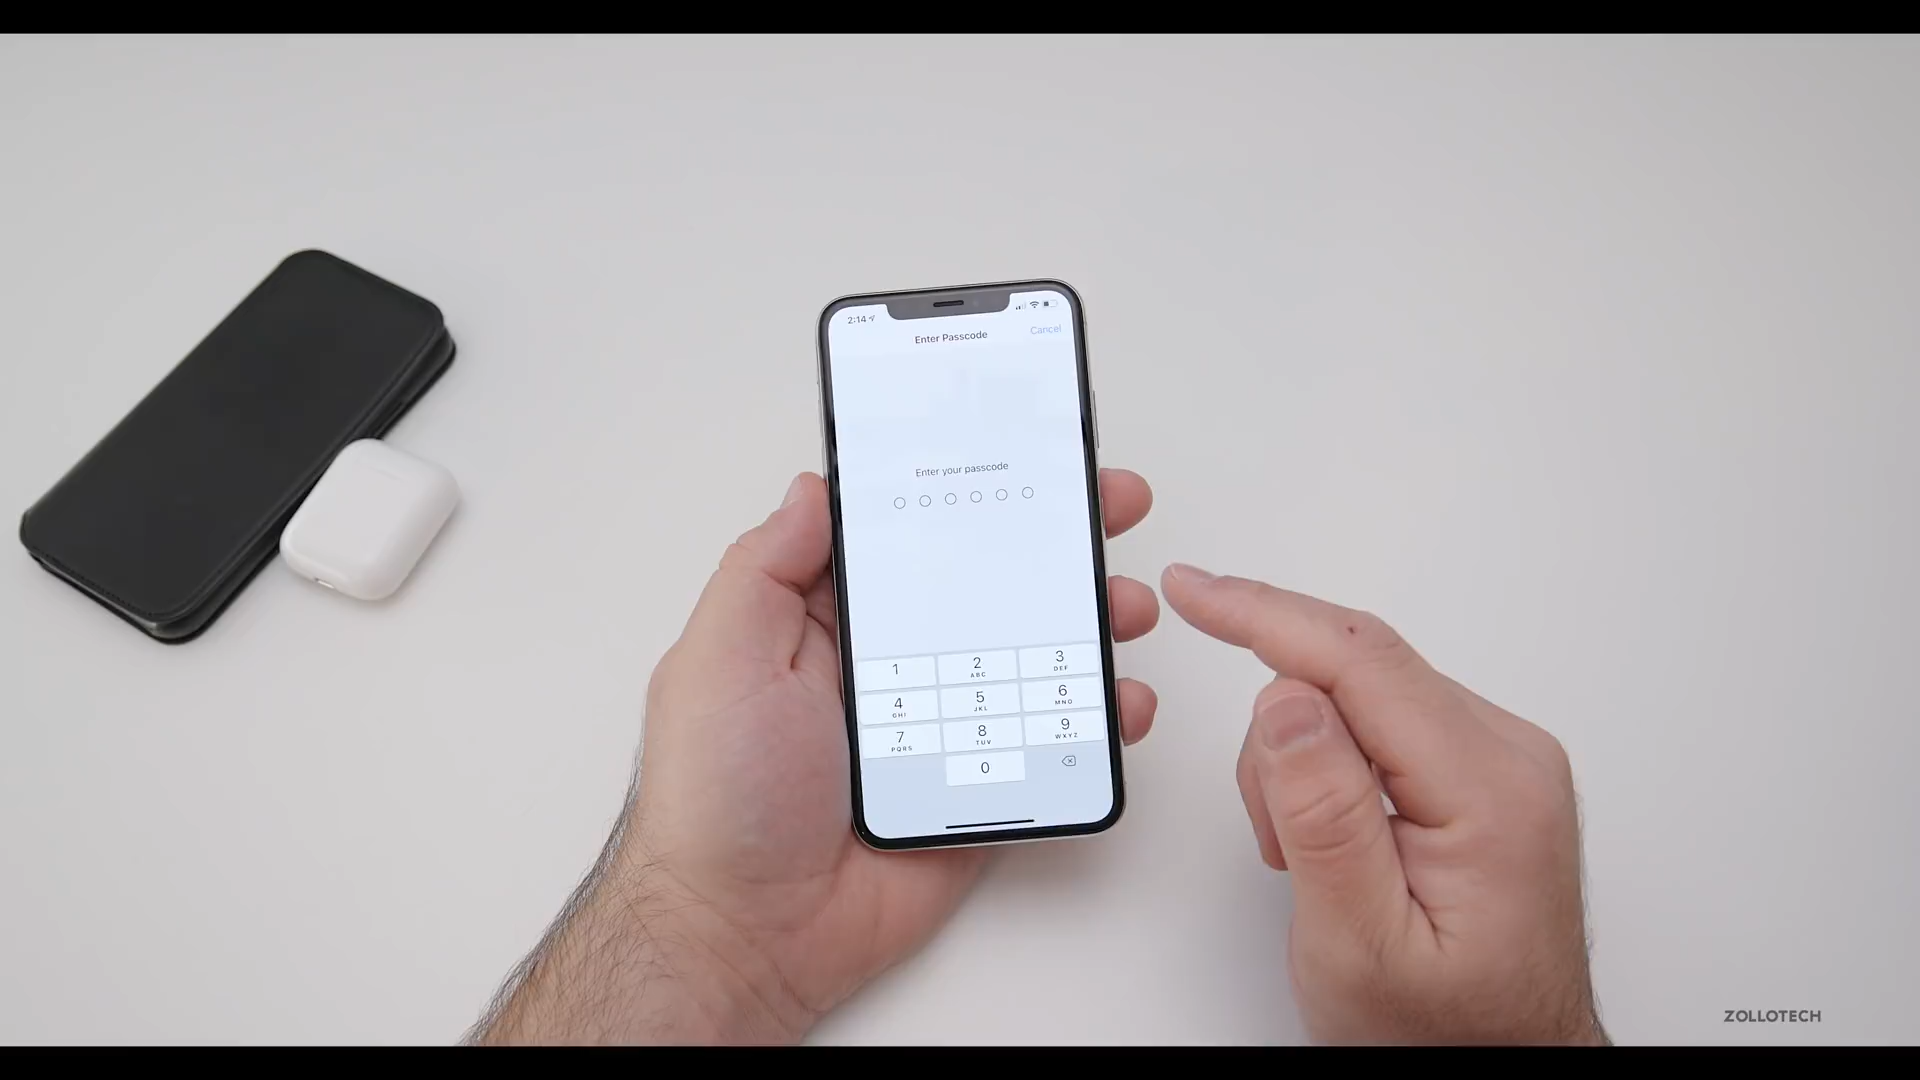 2:14
Enter Passcode
Cancel
Enter your passcode
1
2
ABC
3
DEF
4
GHI
5
JKL
6
MNO
7
PQRS
8
TUV
9
WXYZ
0
ZOLLOTECH